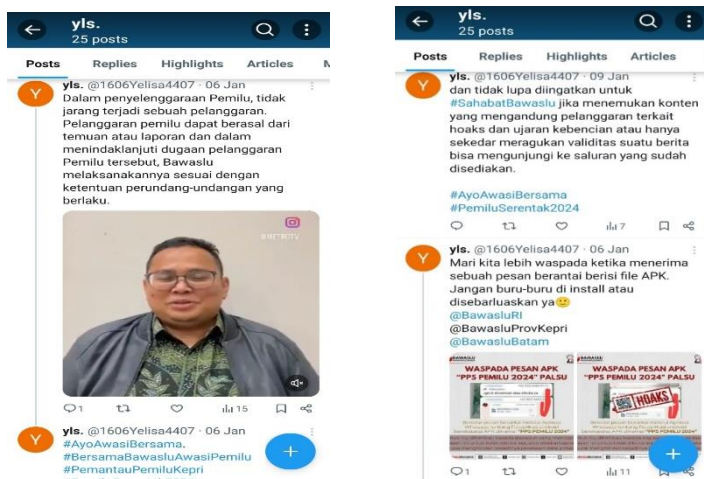 yls.
25 posts
Posts Replies Highlights Articles
yls. @1606Yelisa4407 · 06 Jan
Y
Dalam penyelenggaraan Pemilu, tidak
jarang terjadi sebuah pelanggaran.
Pelanggaran pemilu dapat berasal dari
temuan atau laporan dan dalam
menindaklanjuti dugaan pelanggaran
Pemilu tersebut, Bawaslu
melaksanakannya sesuai dengan
ketentuan perundang-undangan yang
berlaku.
1 15
yls. @1606Yelisa4407 · 06 Jan
Y
#AyoAwasiBersama.
#BersamaBawasluAwasiPemilu
#PemantauPemiluKepri
yls.
25 posts
Posts Replies Highlights Articles
yls. @1606Yelisa4407 · 09 Jan
Y
dan tidak lupa diingatkan untuk
#SahabatBawaslu jika menemukan konten
yang mengandung pelanggaran terkait
hoaks dan ujaran kebencian atau hanya
sekedar meragukan validitas suatu berita
bisa mengunjungi ke saluran yang sudah
disediakan.
#AyoAwasiBersama
#PemiluSerentak2024
7
yls. @1606Yelisa4407 · 06 Jan
Y
Mari kita lebih waspada ketika menerima
sebuah pesan berantai berisi file APK.
Jangan buru-buru di install atau
disebarluaskan ya🙂
@BawasluRI
@BawasluProvKepri
@BawasluBatam
WASPADA PESAN APK
"PPS PEMILU 2024" PALSU
WASPADA PESAN APK
"PPS PEMILU 2024" PALSU
HOAKS
1 11